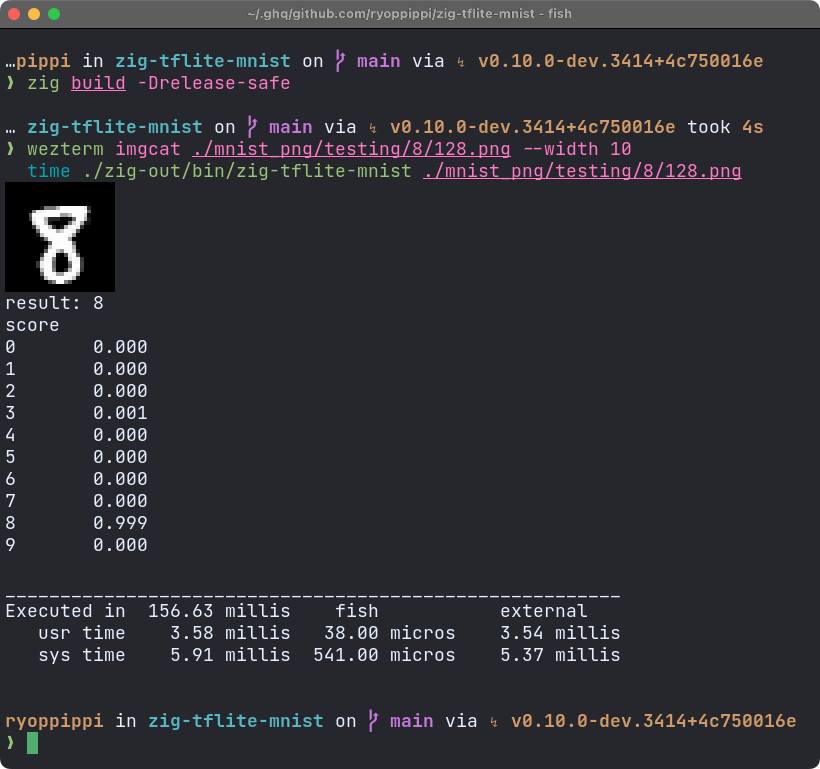 ~/.ghq/github.com/ryoppippi/zig-tflite-mnist - fish
…pippi in zig-tflite-mnist on main via v0.10.0-dev.3414+4c750016e
❱ zig build -Drelease-safe
… zig-tflite-mnist on main via v0.10.0-dev.3414+4c750016e took 4s
❱ wezterm imgcat ./mnist_png/testing/8/128.png --width 10
time ./zig-out/bin/zig-tflite-mnist ./mnist_png/testing/8/128.png
8
result: 8
score
0 0.000
1 0.000
2 0.000
3 0.001
4 0.000
5 0.000
6 0.000
7 0.000
8 0.999
9 0.000
________________________________________________________
Executed in 156.63 millis fish external
usr time 3.58 millis 38.00 micros 3.54 millis
sys time 5.91 millis 541.00 micros 5.37 millis
ryoppippi in zig-tflite-mnist on main via v0.10.0-dev.3414+4c750016e
❱